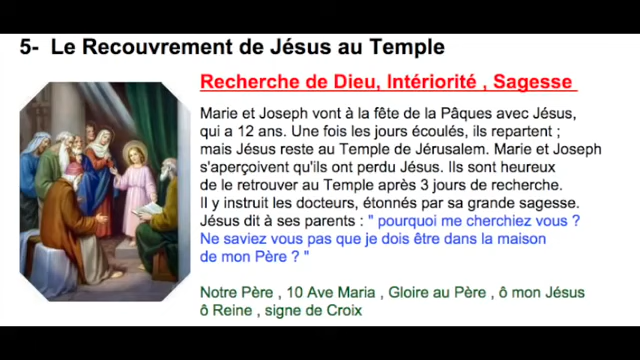 5- Le Recouvrement de Jésus au Temple
Recherche de Dieu, Intériorité , Sagesse
Marie et Joseph vont à la fête de la Pâques avec Jésus,
qui a 12 ans. Une fois les jours écoulés, ils repartent ;
mais Jésus reste au Temple de Jérusalem. Marie et Joseph
s'aperçoivent qu'ils ont perdu Jésus. Ils sont heureux
de le retrouver au Temple après 3 jours de recherche.
Il y instruit les docteurs, étonnés par sa grande sagesse.
Jésus dit à ses parents : " pourquoi me cherchiez vous ?
Ne saviez vous pas que je dois être dans la maison
de mon Père ? "
Notre Père , 10 Ave Maria , Gloire au Père , ô mon Jésus
ô Reine , signe de Croix